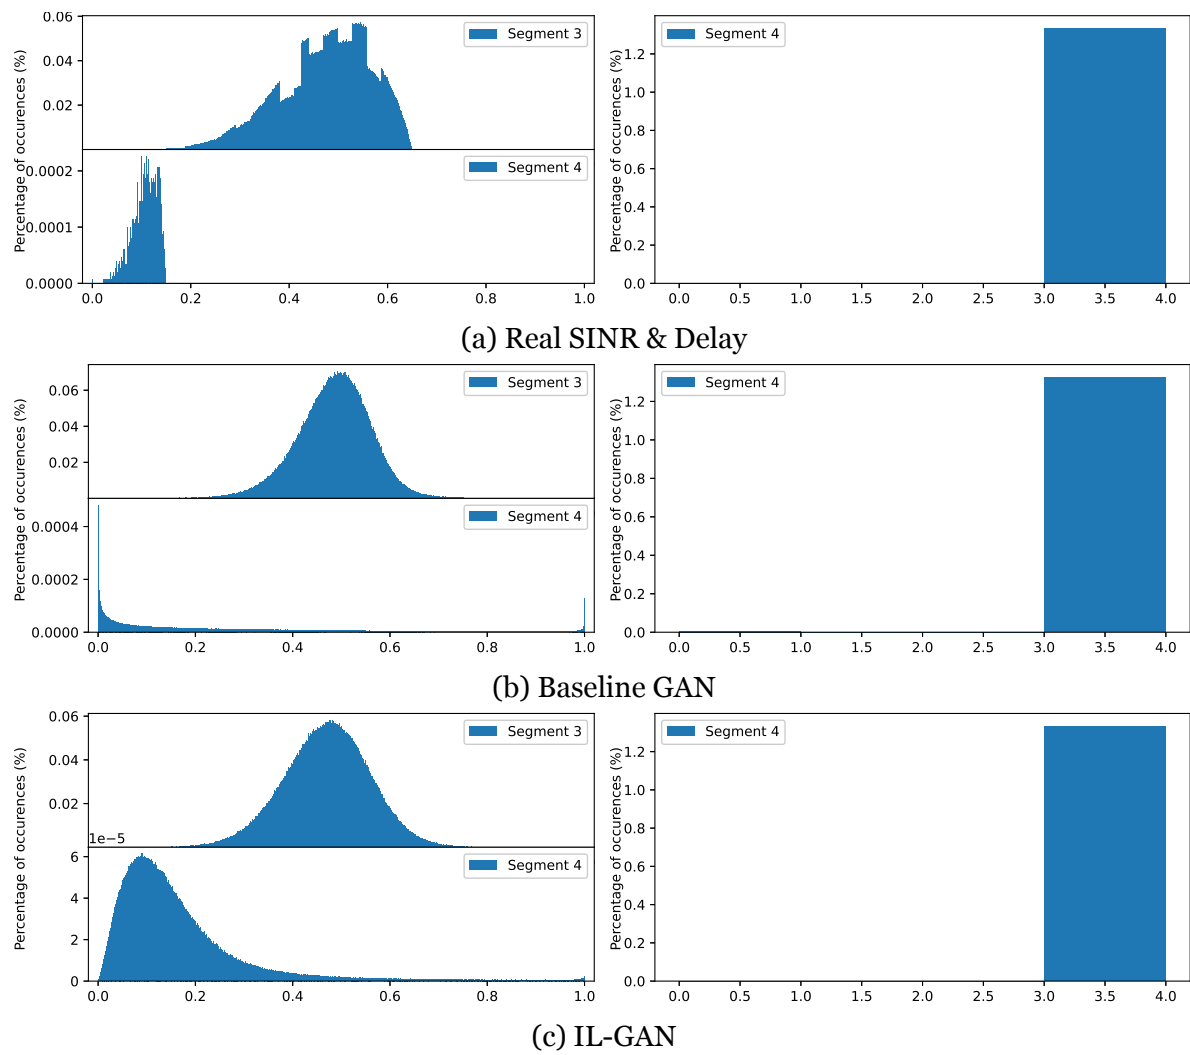 0.06
0.04
0.02
Segment 3
Percentage of occurences (%)
0.0002
0.0001
0.0000
Segment 4
0.0 0.2 0.4 0.6 0.8 1.0
Percentage of occurences (%)
1.2
1.0
0.8
0.6
0.4
0.2
0.0
Segment 4
0.0 0.5 1.0 1.5 2.0 2.5 3.0 3.5 4.0
(a) Real SINR & Delay
0.06
0.04
0.02
Segment 3
Percentage of occurences (%)
0.0004
0.0002
0.0000
Segment 4
0.0 0.2 0.4 0.6 0.8 1.0
Percentage of occurences (%)
1.2
1.0
0.8
0.6
0.4
0.2
0.0
Segment 4
0.0 0.5 1.0 1.5 2.0 2.5 3.0 3.5 4.0
(b) Baseline GAN
0.06
0.04
0.02
Segment 3
Percentage of occurences (%)
1e−5
6
4
2
0
Segment 4
0.0 0.2 0.4 0.6 0.8 1.0
Percentage of occurences (%)
1.2
1.0
0.8
0.6
0.4
0.2
0.0
Segment 4
0.0 0.5 1.0 1.5 2.0 2.5 3.0 3.5 4.0
(c) IL-GAN